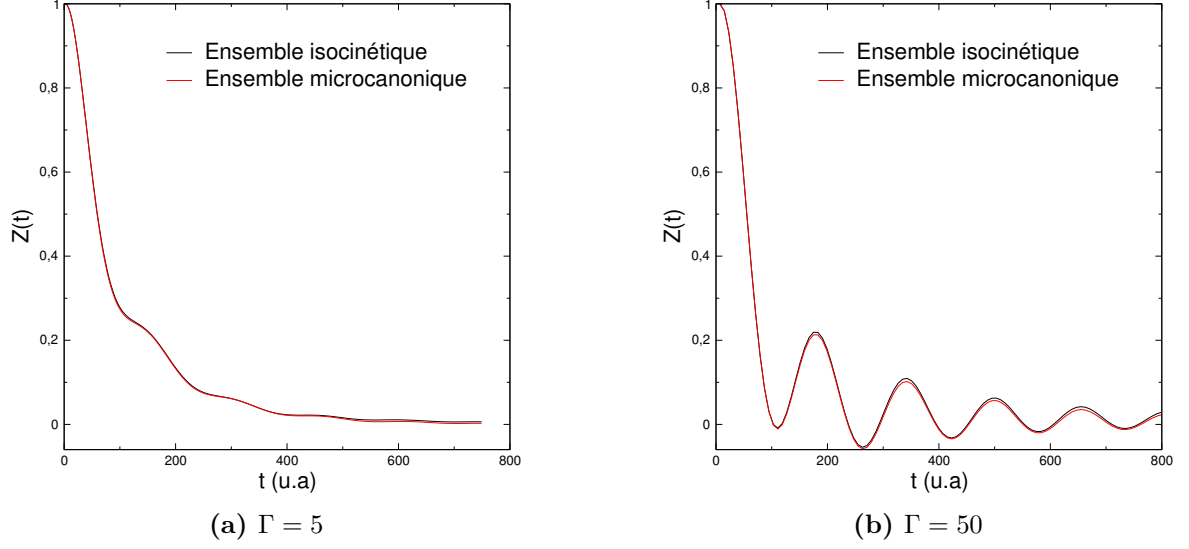 1
0,8
0,6
0,4
0,2
0
Z(t)
Ensemble isocinétique
Ensemble microcanonique
0 200 400 600 800
t (u.a)
(a) Γ = 5
1
0,8
0,6
0,4
0,2
0
Z(t)
Ensemble isocinétique
Ensemble microcanonique
0 200 400 600 800
t (u.a)
(b) Γ = 50